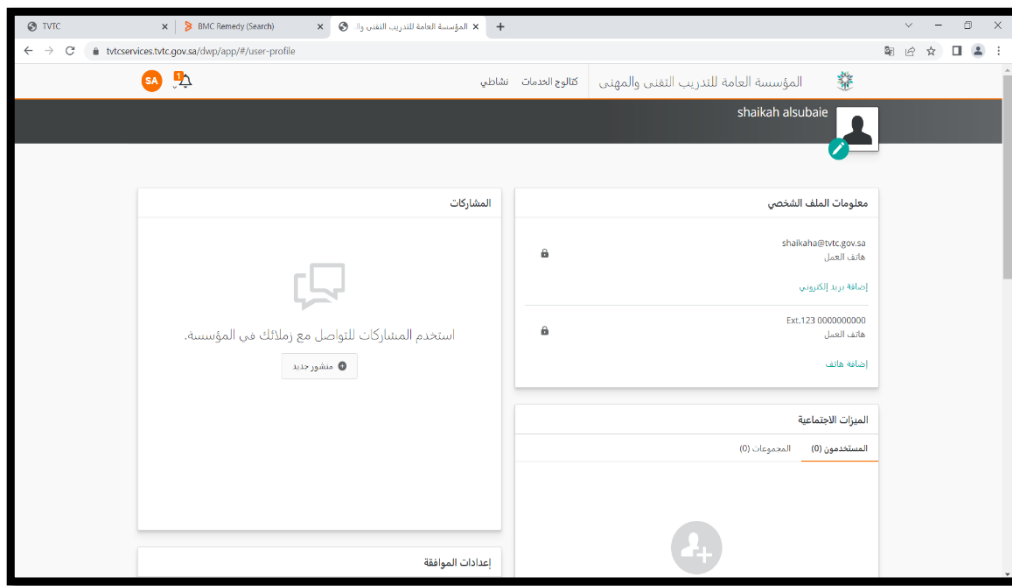 TVTC
BMC Remedy (Search)
المؤسسة العامة للتدريب التقني وال
tvtcservices.tvtc.gov.sa/dwp/app/#/user-profile
المؤسسة العامة للتدريب التقني والمهني
كتالوج الخدمات
نشاطي
1
SA
shaikah alsubaie
معلومات الملف الشخصي
shaikaha@tvtc.gov.sa
هاتف العمل
إضافة بريد إلكتروني
Ext.123 0000000000
هاتف العمل
إضافة هاتف
الميزات الاجتماعية
المستخدمون (0)
المجموعات (0)
المشاركات
استخدم المشاركات للتواصل مع زملائك في المؤسسة.
منشور جديد
إعدادات الموافقة